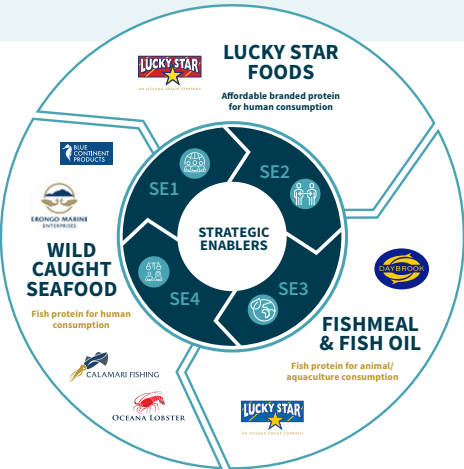 LUCKY STAR
AN OCEANA GROUP COMPANY
LUCKY STAR
FOODS
Affordable branded protein
for human consumption
BLUE
CONTINENT
PRODUCTS
ERONGO MARINE
ENTERPRISES
WILD
CAUGHT
SEAFOOD
Fish protein for human
consumption
CALAMARI FISHING
OCEANA LOBSTER
SE1
SE2
STRATEGIC
ENABLERS
SE4
SE3
DAYBROOK
FISHMEAL
& FISH OIL
Fish protein for animal/
aquaculture consumption
LUCKY STAR
AN OCEANA GROUP COMPANY